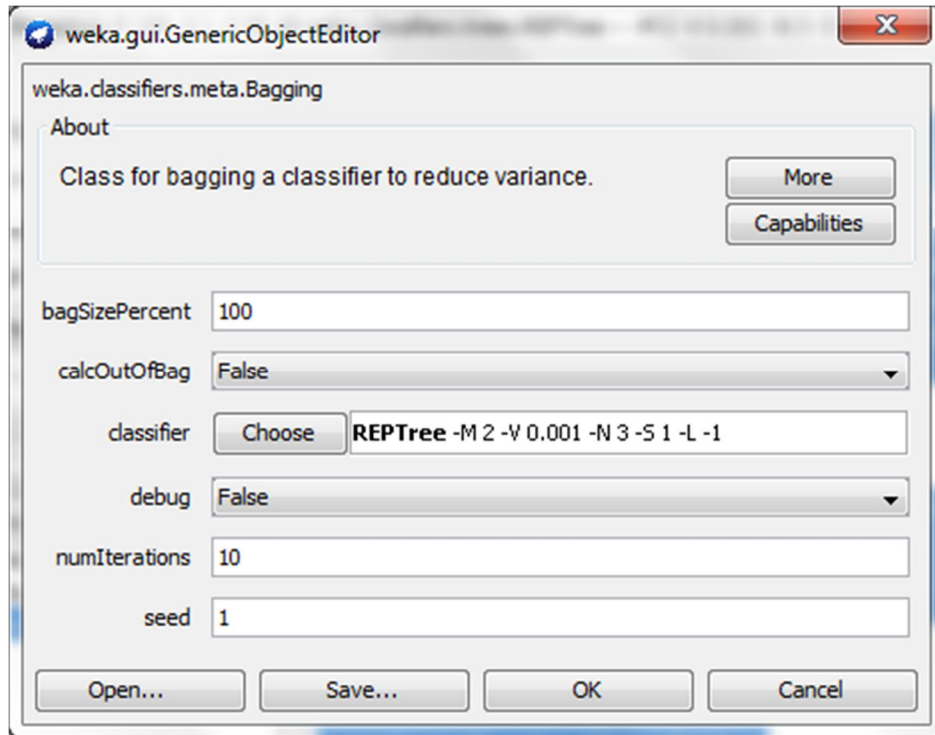 weka.gui.GenericObjectEditor
weka.classifiers.meta.Bagging
About
Class for bagging a classifier to reduce variance.
More
Capabilities
bagSizePercent 100
calcOutOfBag False
classifier Choose REPTree -M 2 -V 0.001 -N 3 -S 1 -L -1
debug False
numIterations 10
seed 1
Open... Save... OK Cancel